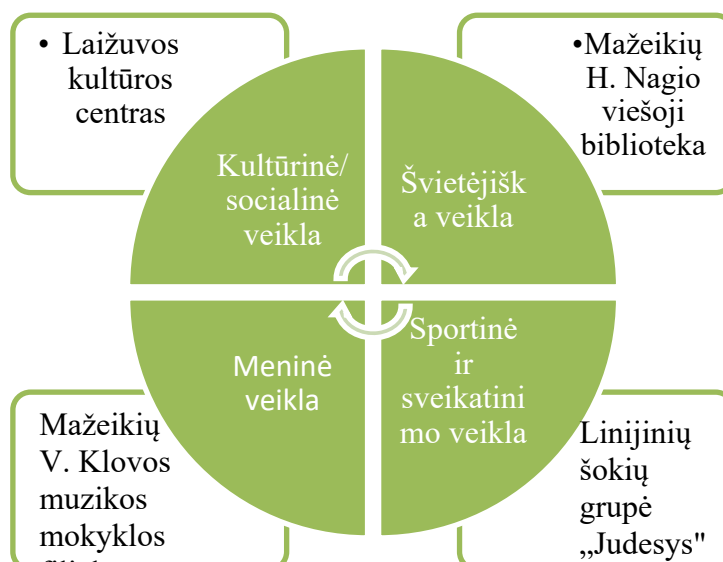 • Laižuvos
kultūros
centras
•Mažeikių
H. Nagio
viešoji
biblioteka
Kultūrinė/
socialinė
veikla
Švietėjišk
a veikla
Meninė
veikla
Sportinė
ir
sveikatini
mo veikla
Mažeikių
V. Klovos
muzikos
mokyklos
Linijinių
šokių
grupė
„Judesys"